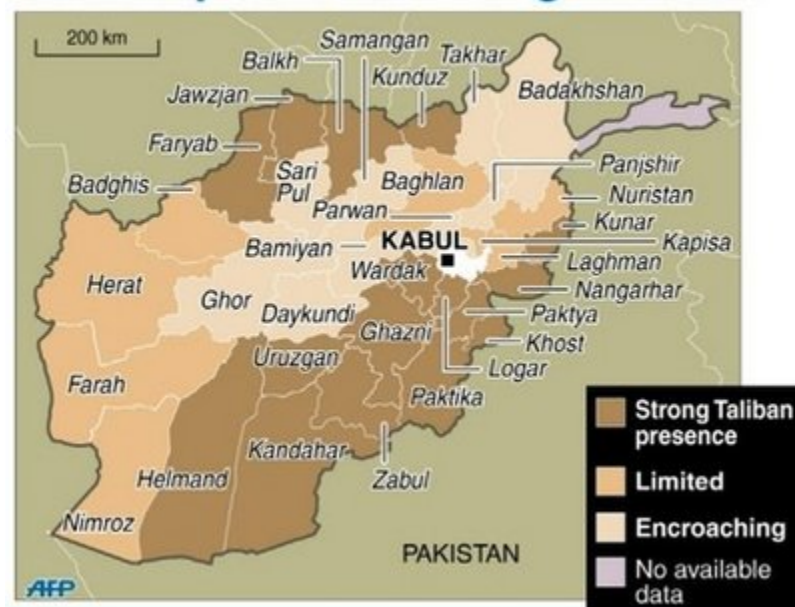 200 km
Samangan
Balkh
Takhar
Kunduz
Badakhshan
Jawzjan
Faryab
Sari
Pul
Baghlan
Panjshir
Badghis
Nuristan
Parwan
Kunar
KABUL
Kapisa
Bamiyan
Laghman
Wardak
Herat
Nangarhar
Ghor
Daykundi
Paktya
Ghazni
Khost
Uruzgan
Logar
Farah
Paktika
Strong Taliban
presence
Kandahar
Helmand
Zabul
Limited
Nimroz
Encroaching
PAKISTAN
No available
data
AFP